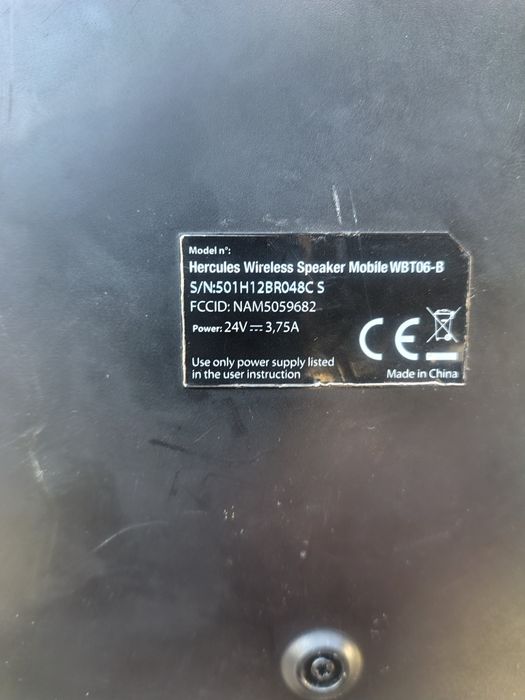 Model n°:
Hercules Wireless Speaker Mobile WBT06-B
S/N:501H12BR048C S
FCCID: NAM5059682
Power: 24V⎓3,75A
CE
Use only power supply listed
in the user instruction
Made in China